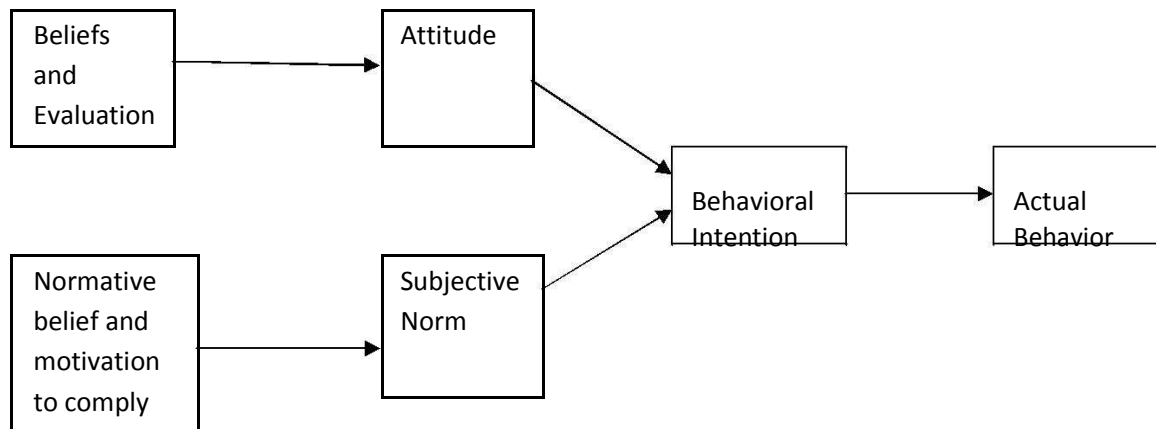 Beliefs
and
Evaluation
Attitude
Behavioral
Intention
Actual
Behavior
Normative
belief and
motivation
to comply
Subjective
Norm